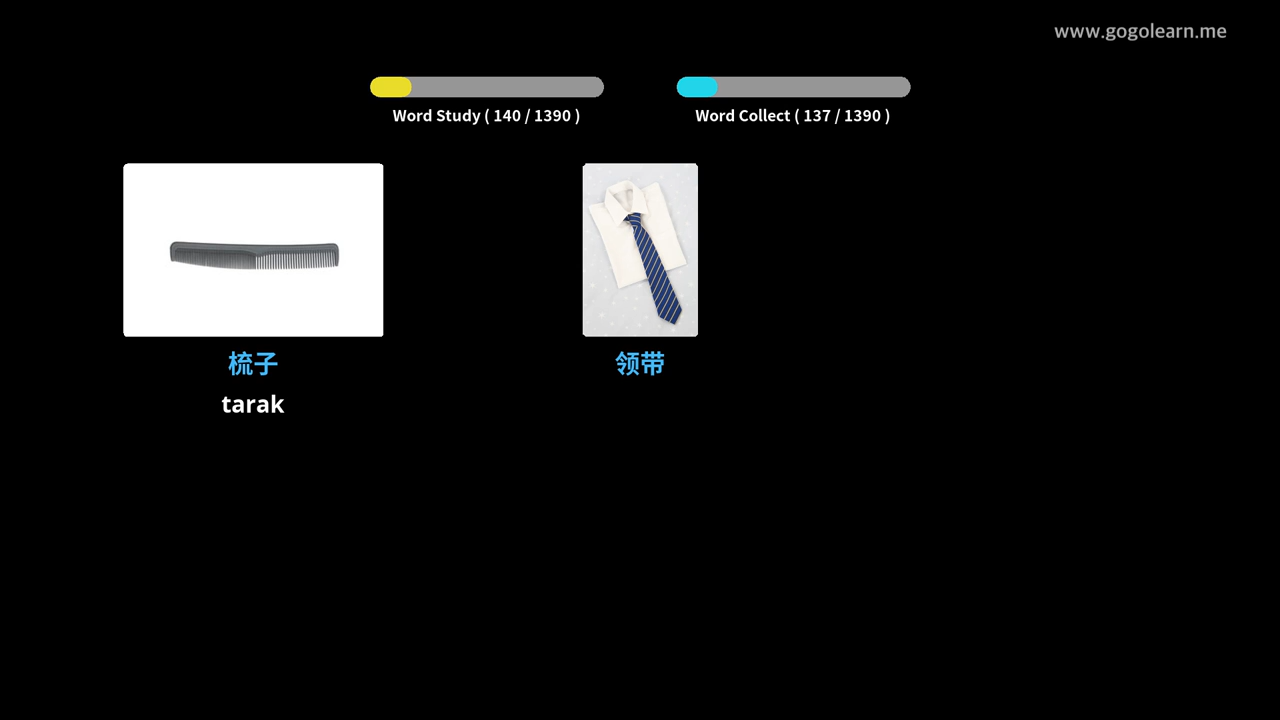 www.gogolearn.me
Word Study ( 140 / 1390 )
Word Collect ( 137 / 1390 )
梳子
领带
tarak